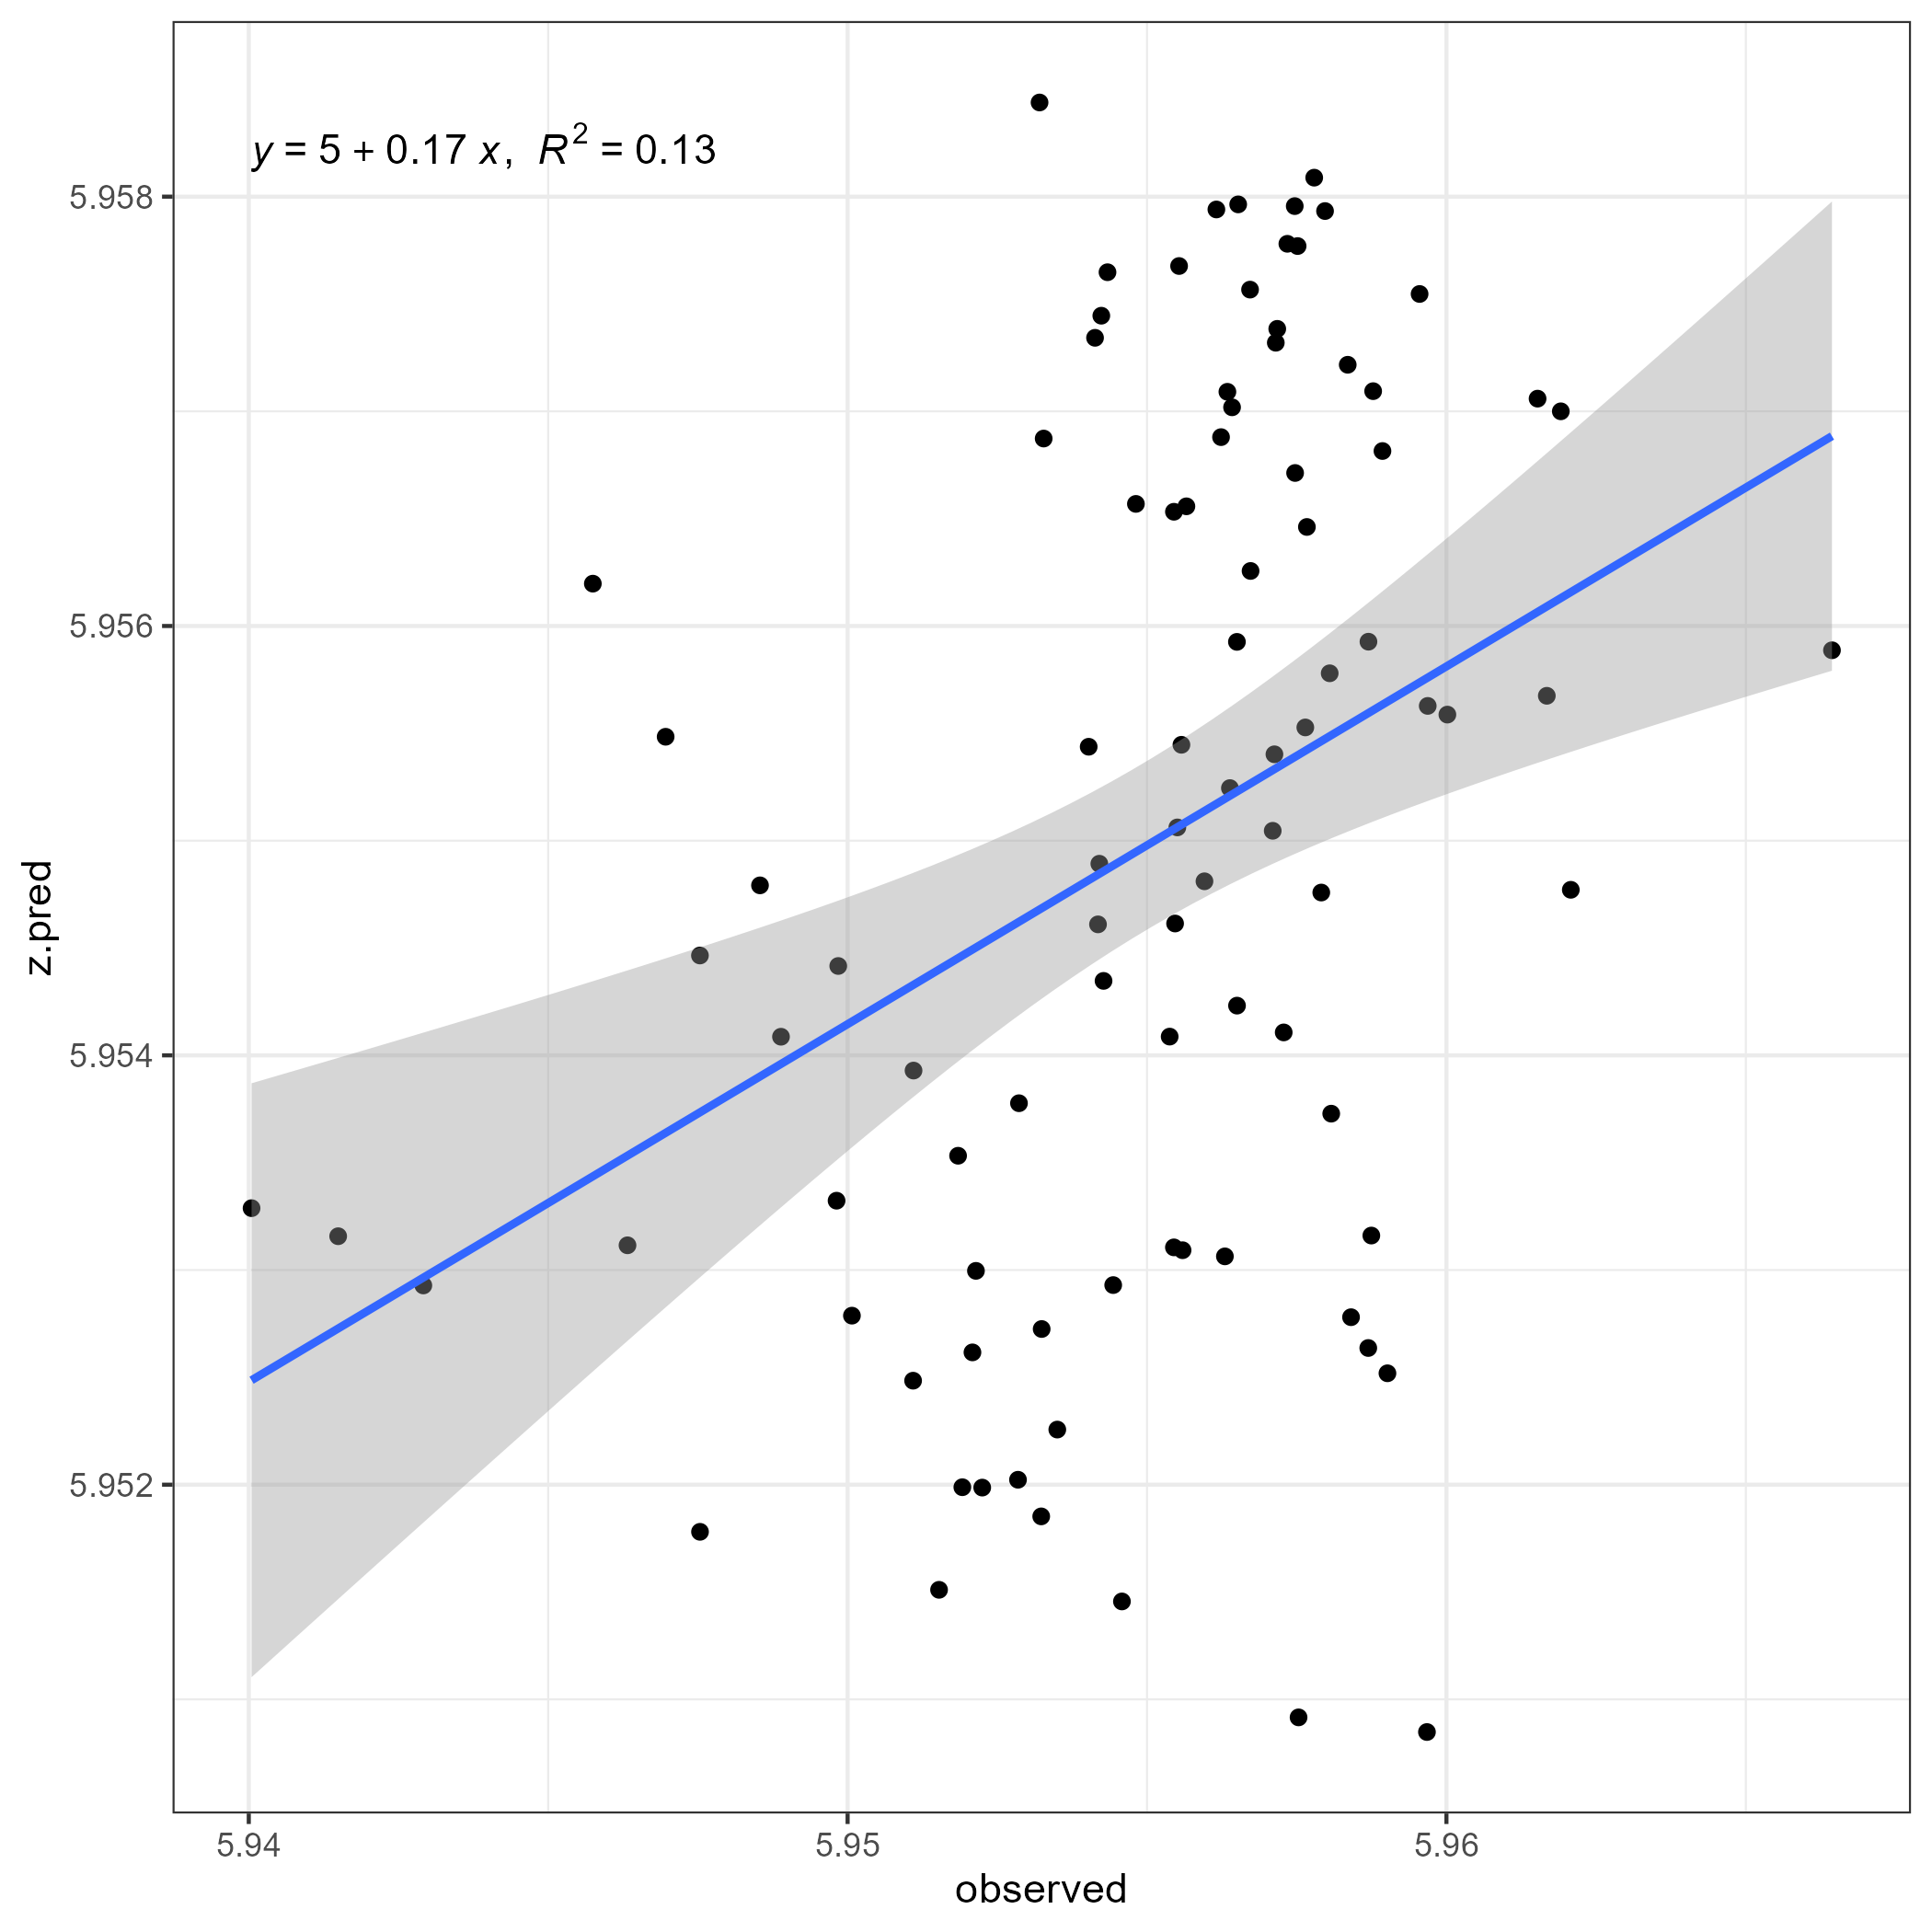 y = 5 + 0.17 x, R² = 0.13
5.958
5.956
5.954
5.952
z.pred
5.94 5.95 5.96
observed